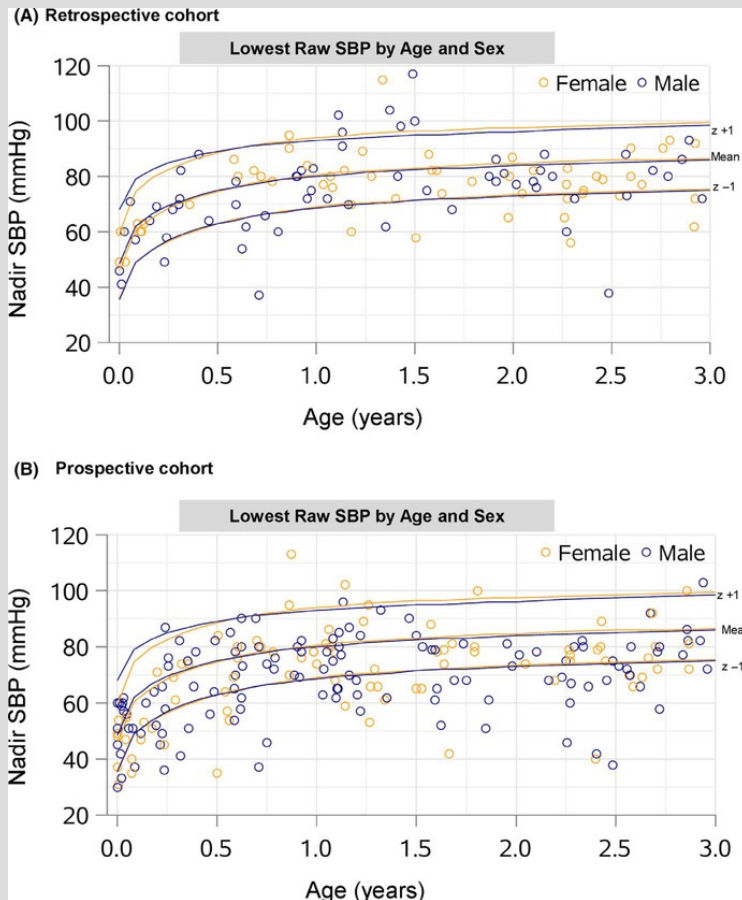 (A) Retrospective cohort
Lowest Raw SBP by Age and Sex
120
Female Male
100
z +1
Mean
80
z −1
60
40
20
Nadir SBP (mmHg)
0.0 0.5 1.0 1.5 2.0 2.5 3.0
Age (years)
(B) Prospective cohort
Lowest Raw SBP by Age and Sex
120
Female Male
100
z +1
Mea
80
z −1
60
40
20
Nadir SBP (mmHg)
0.0 0.5 1.0 1.5 2.0 2.5 3.0
Age (years)